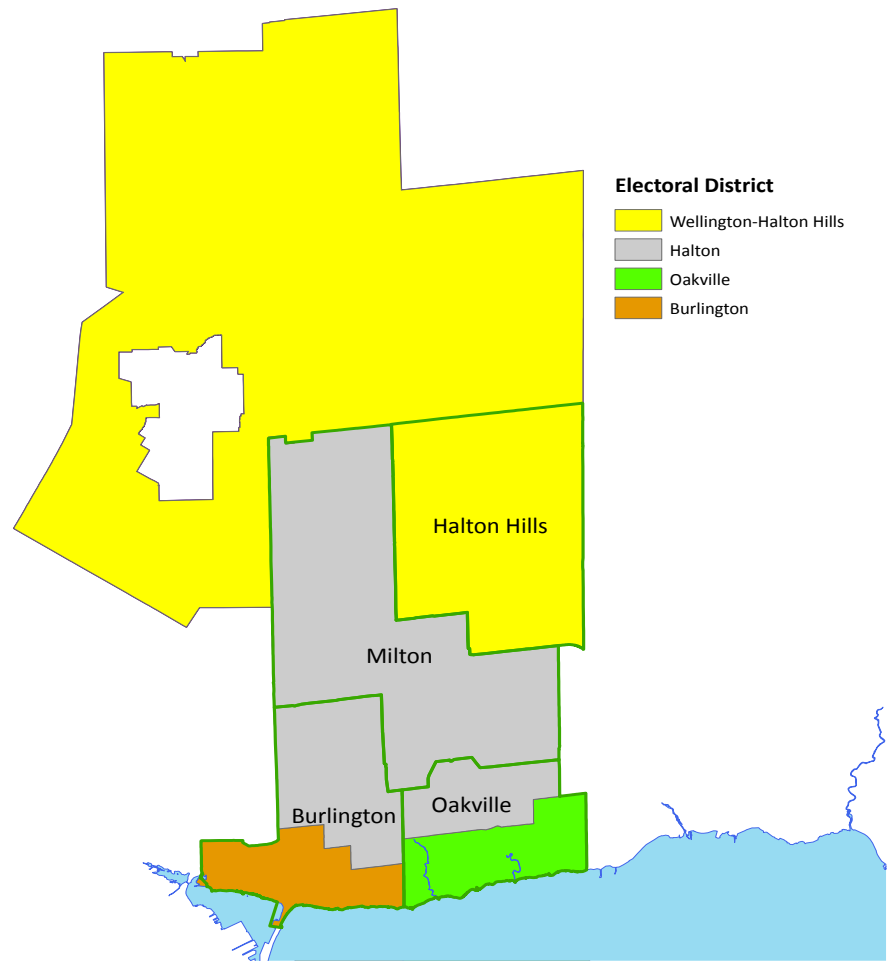 Electoral District
Wellington-Halton Hills
Halton
Oakville
Burlington
Halton Hills
Milton
Oakville
Burlington